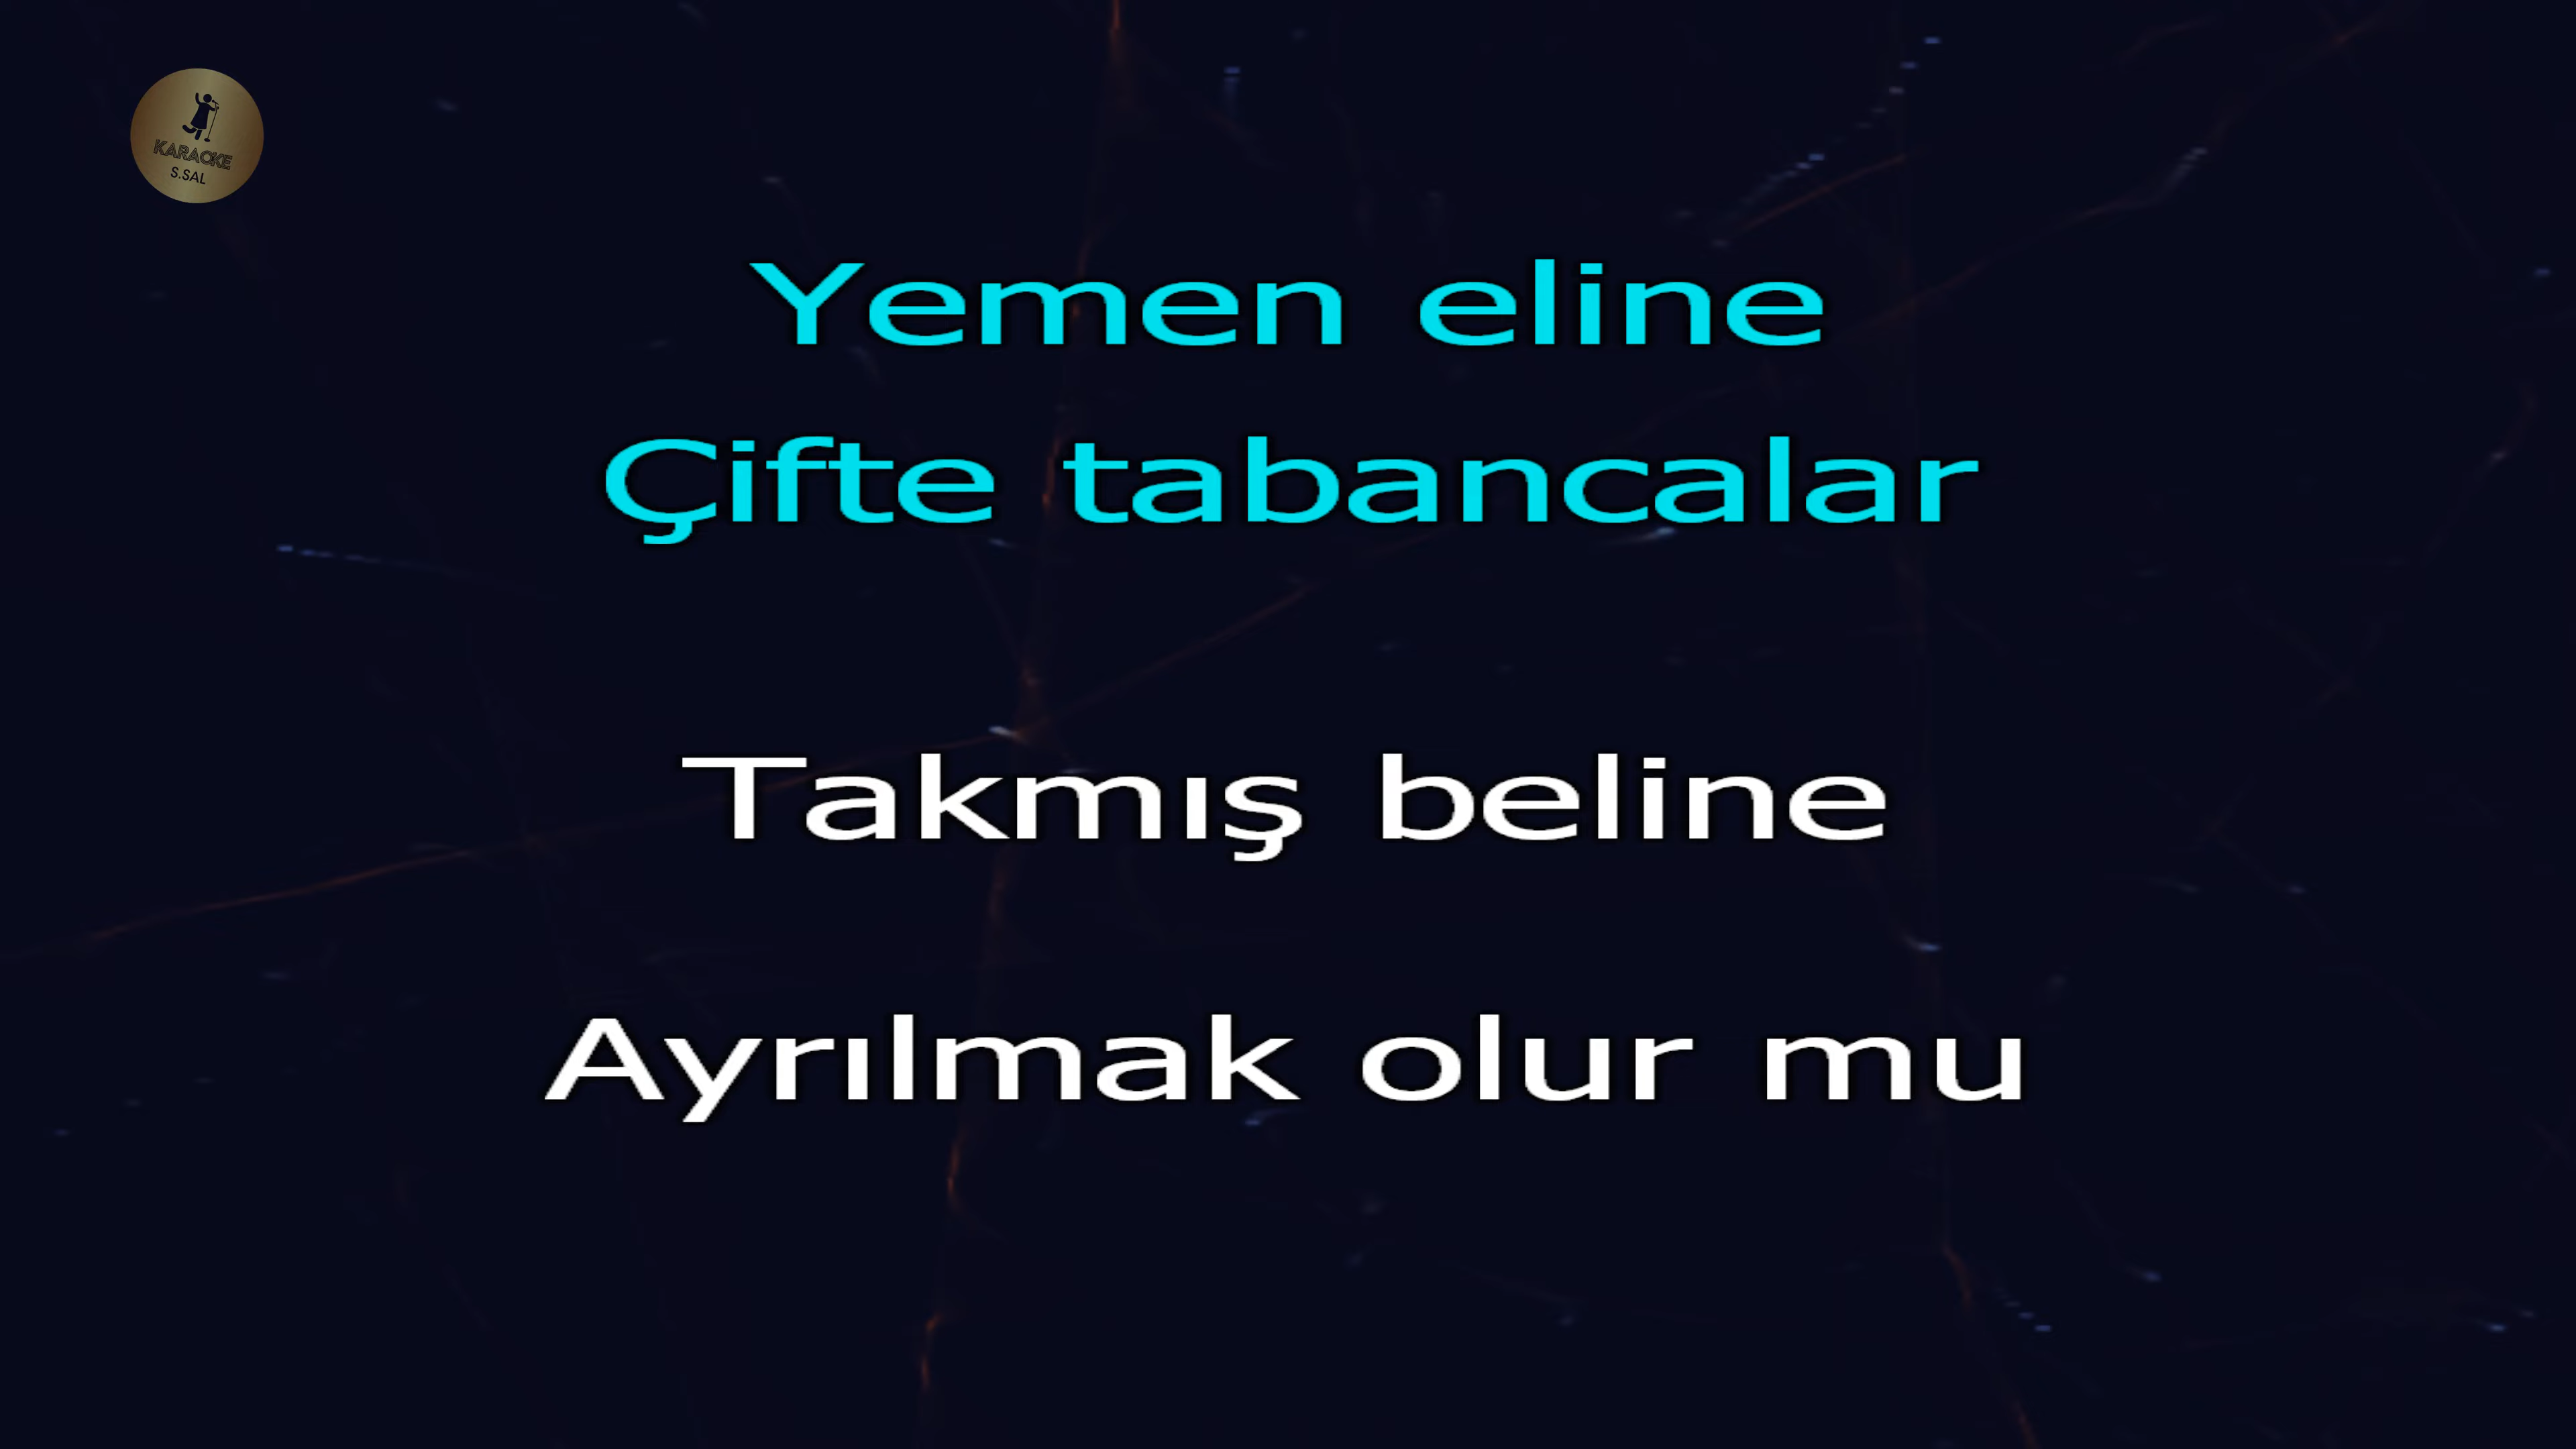 KARAOKE
S.SAL
Yemen eline
Çifte tabancalar
Takmış beline
Ayrılmak olur mu